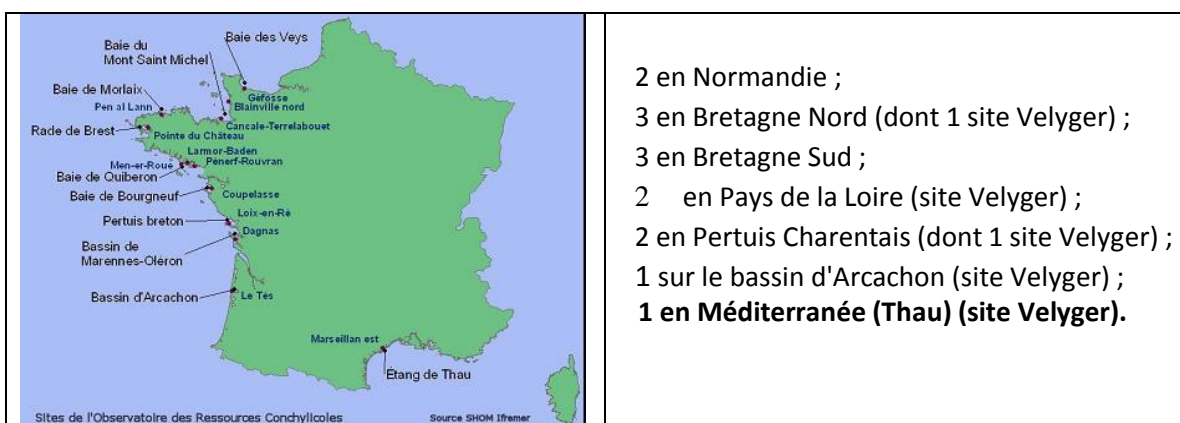 Baie du
Mont Saint Michel
Baie des Veys
Baie de Morlaix
Géfosse
Blainville nord
Pen al Lann
Cancale-Terrelabouet
Rade de Brest
Pointe du Château
Larmor-Baden
Men-er-Roué
Pénerf-Rouvran
Baie de Quiberon
Baie de Bourgneuf
Coupelasse
Pertuis breton
Loix-en-Ré
Dagnas
Bassin de
Marennes-Oléron
Bassin d'Arcachon
Le Tès
Marseillan est
Étang de Thau
Sites de l'Observatoire des Ressources Conchylicoles
Source SHOM Ifremer
2 en Normandie ;
3 en Bretagne Nord (dont 1 site Velyger) ;
3 en Bretagne Sud ;
2 en Pays de la Loire (site Velyger) ;
2 en Pertuis Charentais (dont 1 site Velyger) ;
1 sur le bassin d'Arcachon (site Velyger) ;
1 en Méditerranée (Thau) (site Velyger).